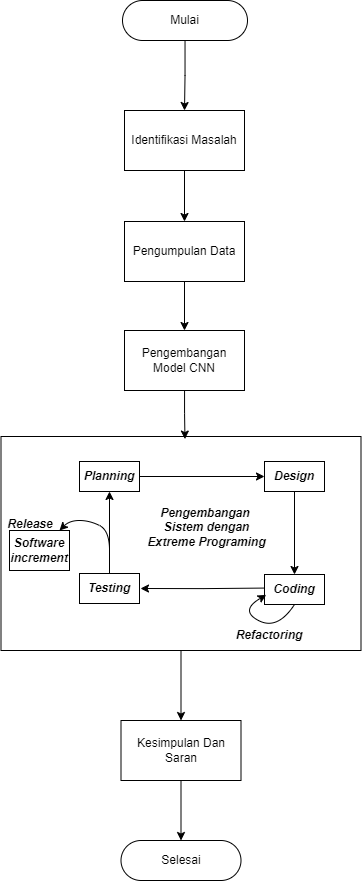 Mulai
Identifikasi Masalah
Pengumpulan Data
Pengembangan
Model CNN
Planning
Design
Pengembangan
Sistem dengan
Extreme Programing
Release
Software
increment
Testing
Coding
Refactoring
Kesimpulan Dan
Saran
Selesai